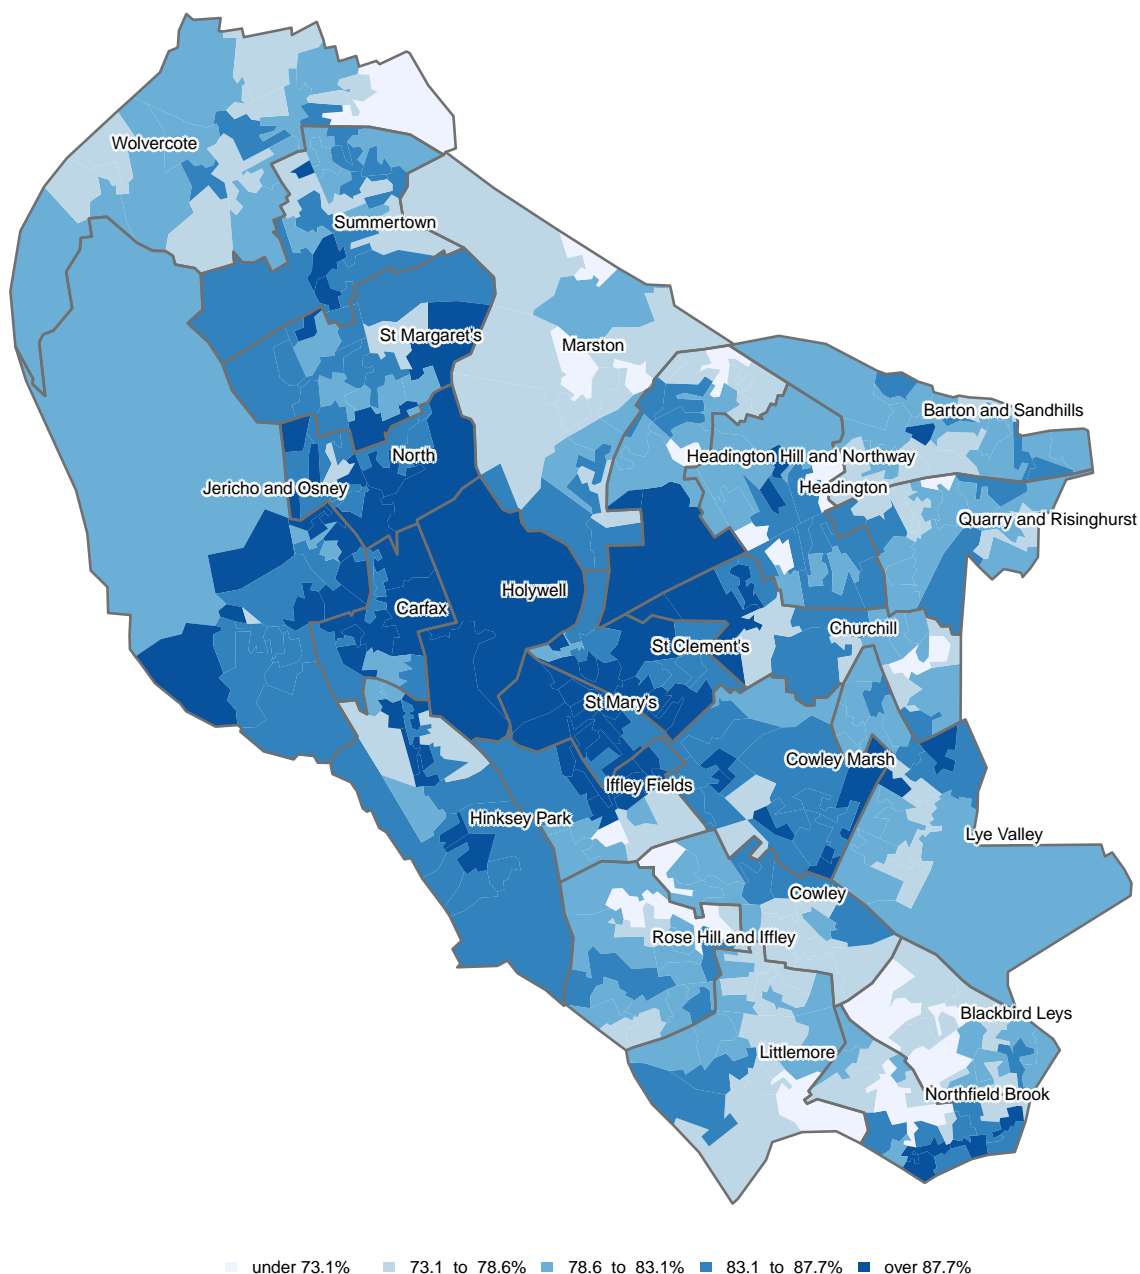 Wolvercote
Summertown
St Margaret's
Marston
Barton and Sandhills
North
Headington Hill and Northway
Jericho and Osney
Headington
Quarry and Risinghurst
Holywell
Carfax
Churchill
St Clement's
St Mary's
Cowley Marsh
Iffley Fields
Hinksey Park
Lye Valley
Cowley
Rose Hill and Iffley
Blackbird Leys
Littlemore
Northfield Brook
under 73.1% 73.1 to 78.6% 78.6 to 83.1% 83.1 to 87.7% over 87.7%